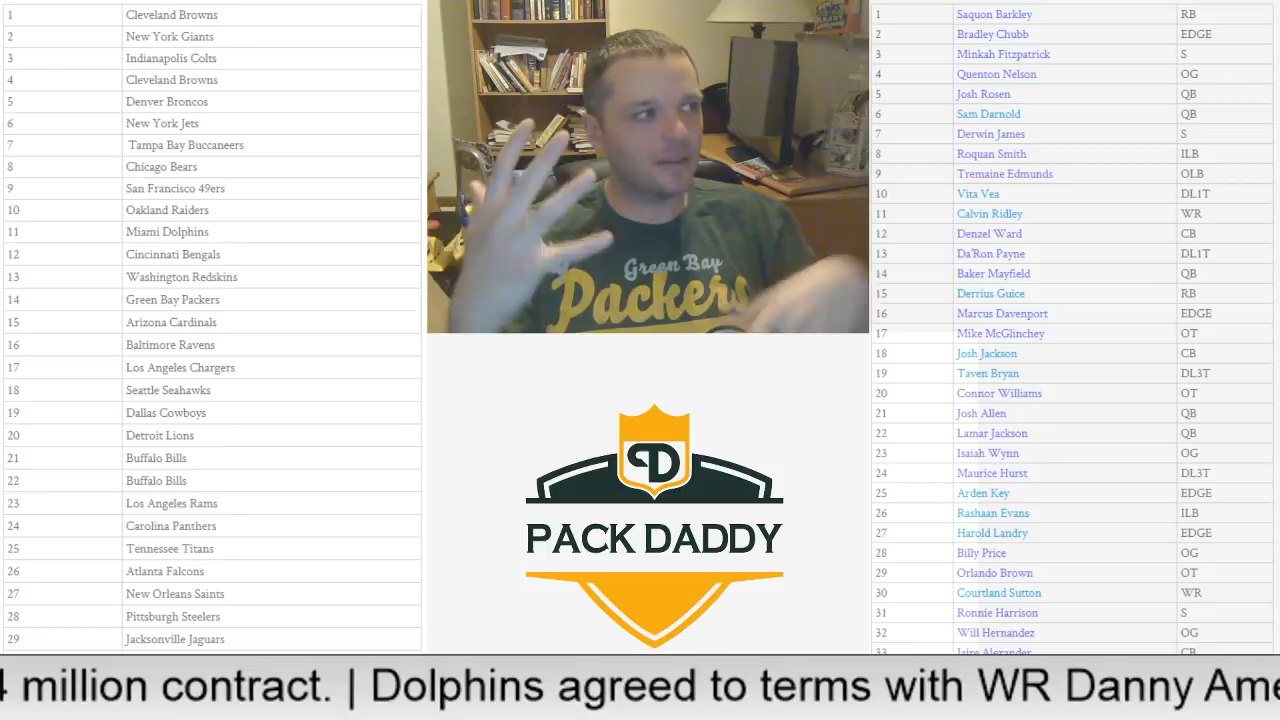 1 Cleveland Browns
2 New York Giants
3 Indianapolis Colts
4 Cleveland Browns
5 Denver Broncos
6 New York Jets
7 Tampa Bay Buccaneers
8 Chicago Bears
9 San Francisco 49ers
10 Oakland Raiders
11 Miami Dolphins
12 Cincinnati Bengals
13 Washington Redskins
14 Green Bay Packers
15 Arizona Cardinals
16 Baltimore Ravens
17 Los Angeles Chargers
18 Seattle Seahawks
19 Dallas Cowboys
20 Detroit Lions
21 Buffalo Bills
22 Buffalo Bills
23 Los Angeles Rams
24 Carolina Panthers
25 Tennessee Titans
26 Atlanta Falcons
27 New Orleans Saints
28 Pittsburgh Steelers
29 Jacksonville Jaguars
Green Bay
Packers
PD
PACK DADDY
1 Saquon Barkley RB
2 Bradley Chubb EDGE
3 Minkah Fitzpatrick S
4 Quenton Nelson OG
5 Josh Rosen QB
6 Sam Darnold QB
7 Derwin James S
8 Roquan Smith ILB
9 Tremaine Edmunds OLB
10 Vita Vea DL1T
11 Calvin Ridley WR
12 Denzel Ward CB
13 Da'Ron Payne DL1T
14 Baker Mayfield QB
15 Derrius Guice RB
16 Marcus Davenport EDGE
17 Mike McGlinchey OT
18 Josh Jackson CB
19 Taven Bryan DL3T
20 Connor Williams OT
21 Josh Allen QB
22 Lamar Jackson QB
23 Isaiah Wynn OG
24 Maurice Hurst DL3T
25 Arden Key EDGE
26 Rashaan Evans ILB
27 Harold Landry EDGE
28 Billy Price OG
29 Orlando Brown OT
30 Courtland Sutton WR
31 Ronnie Harrison S
32 Will Hernandez OG
33 Jaire Alexander CB
4 million contract. | Dolphins agreed to terms with WR Danny Ame